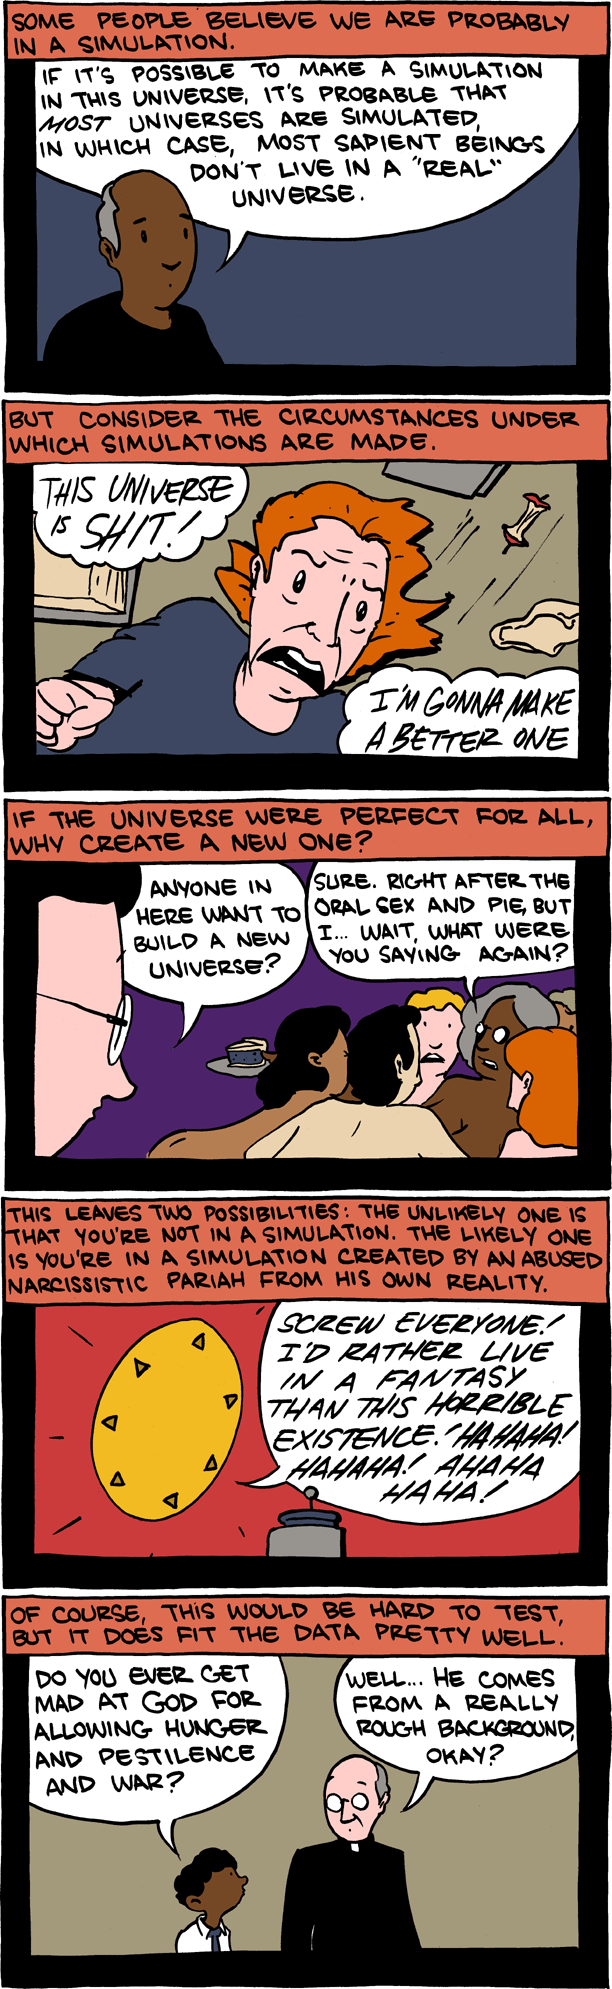 SOME PEOPLE BELIEVE WE ARE PROBABLY
IN A SIMULATION.
IF IT'S POSSIBLE TO MAKE A SIMULATION
IN THIS UNIVERSE, IT'S PROBABLE THAT
MOST UNIVERSES ARE SIMULATED,
IN WHICH CASE, MOST SAPIENT BEINGS
DON'T LIVE IN A "REAL"
UNIVERSE.
BUT CONSIDER THE CIRCUMSTANCES UNDER
WHICH SIMULATIONS ARE MADE.
THIS UNIVERSE
IS SHIT!
I'M GONNA MAKE
A BETTER ONE
IF THE UNIVERSE WERE PERFECT FOR ALL,
WHY CREATE A NEW ONE?
ANYONE IN
HERE WANT TO
BUILD A NEW
UNIVERSE?
SURE. RIGHT AFTER THE
ORAL SEX AND PIE, BUT
I... WAIT, WHAT WERE
YOU SAYING AGAIN?
THIS LEAVES TWO POSSIBILITIES: THE UNLIKELY ONE IS
THAT YOU'RE NOT IN A SIMULATION. THE LIKELY ONE
IS YOU'RE IN A SIMULATION CREATED BY AN ABUSED
NARCISSISTIC PARIAH FROM HIS OWN REALITY.
SCREW EVERYONE!
I'D RATHER LIVE
IN A FANTASY
THAN THIS HORRIBLE
EXISTENCE! HAHAHA!
HAHAHA! AHAHA
HAHA!
OF COURSE, THIS WOULD BE HARD TO TEST,
BUT IT DOES FIT THE DATA PRETTY WELL.
DO YOU EVER GET
MAD AT GOD FOR
ALLOWING HUNGER
AND PESTILENCE
AND WAR?
WELL... HE COMES
FROM A REALLY
ROUGH BACKGROUND,
OKAY?